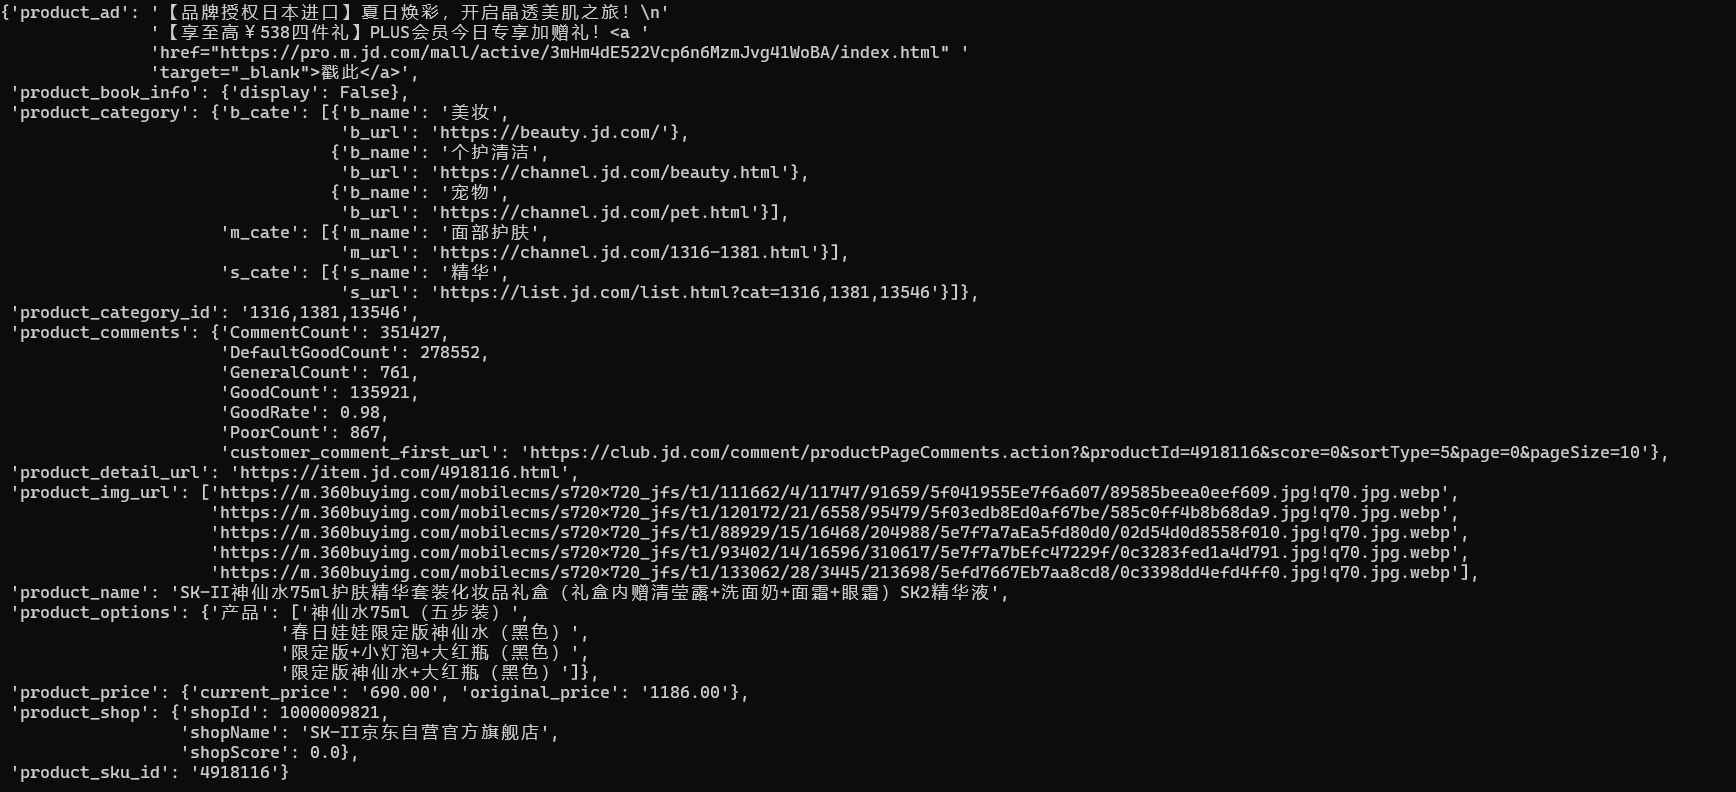 {'product_ad': '【品牌授权日本进口】夏日焕彩，开启晶透美肌之旅！\n'
'【享至高￥538四件礼】PLUS会员今日专享加赠礼！<a '
'href="https://pro.m.jd.com/mall/active/3mHm4dE522Vcp6n6MzmJvg41WoBA/index.html" '
'target="_blank">戳此</a>',
'product_book_info': {'display': False},
'product_category': {'b_cate': [{'b_name': '美妆',
'b_url': 'https://beauty.jd.com/'},
{'b_name': '个护清洁',
'b_url': 'https://channel.jd.com/beauty.html'},
{'b_name': '宠物',
'b_url': 'https://channel.jd.com/pet.html'}],
'm_cate': [{'m_name': '面部护肤',
'm_url': 'https://channel.jd.com/1316-1381.html'}],
's_cate': [{'s_name': '精华',
's_url': 'https://list.jd.com/list.html?cat=1316,1381,13546'}]},
'product_category_id': '1316,1381,13546',
'product_comments': {'CommentCount': 351427,
'DefaultGoodCount': 278552,
'GeneralCount': 761,
'GoodCount': 135921,
'GoodRate': 0.98,
'PoorCount': 867,
'customer_comment_first_url': 'https://club.jd.com/comment/productPageComments.action?&productId=4918116&score=0&sortType=5&page=0&pageSize=10'},
'product_detail_url': 'https://item.jd.com/4918116.html',
'product_img_url': ['https://m.360buyimg.com/mobilecms/s720x720_jfs/t1/111662/4/11747/91659/5f041955Ee7f6a607/89585beea0eef609.jpg!q70.jpg.webp',
'https://m.360buyimg.com/mobilecms/s720x720_jfs/t1/120172/21/6558/95479/5f03edb8Ed0af67be/585c0ff4b8b68da9.jpg!q70.jpg.webp',
'https://m.360buyimg.com/mobilecms/s720x720_jfs/t1/88929/15/16468/204988/5e7f7a7aEa5fd80d0/02d54d0d8558f010.jpg!q70.jpg.webp',
'https://m.360buyimg.com/mobilecms/s720x720_jfs/t1/93402/14/16596/310617/5e7f7a7bEfc47229f/0c3283fed1a4d791.jpg!q70.jpg.webp',
'https://m.360buyimg.com/mobilecms/s720x720_jfs/t1/133062/28/3445/213698/5efd7667Eb7aa8cd8/0c3398dd4efd4ff0.jpg!q70.jpg.webp'],
'product_name': 'SK-II神仙水75ml护肤精华套装化妆品礼盒（礼盒内赠清莹露+洗面奶+面霜+眼霜）SK2精华液',
'product_options': {'产品': ['神仙水75ml（五步装）',
'春日娃娃限定版神仙水（黑色）',
'限定版+小灯泡+大红瓶（黑色）',
'限定版神仙水+大红瓶（黑色）']},
'product_price': {'current_price': '690.00', 'original_price': '1186.00'},
'product_shop': {'shopId': 1000009821,
'shopName': 'SK-II京东自营官方旗舰店',
'shopScore': 0.0},
'product_sku_id': '4918116'}